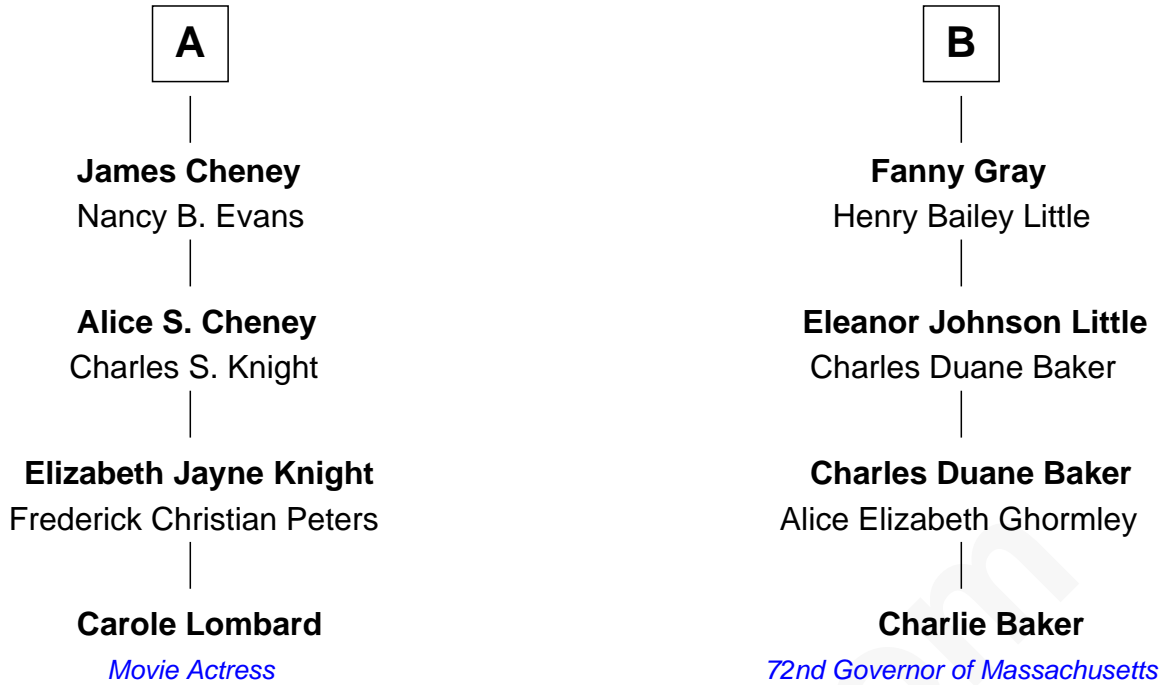 A
James Cheney
Nancy B. Evans
Alice S. Cheney
Charles S. Knight
Elizabeth Jayne Knight
Frederick Christian Peters
Carole Lombard
Movie Actress
B
Fanny Gray
Henry Bailey Little
Eleanor Johnson Little
Charles Duane Baker
Charles Duane Baker
Alice Elizabeth Ghormley
Charlie Baker
72nd Governor of Massachusetts